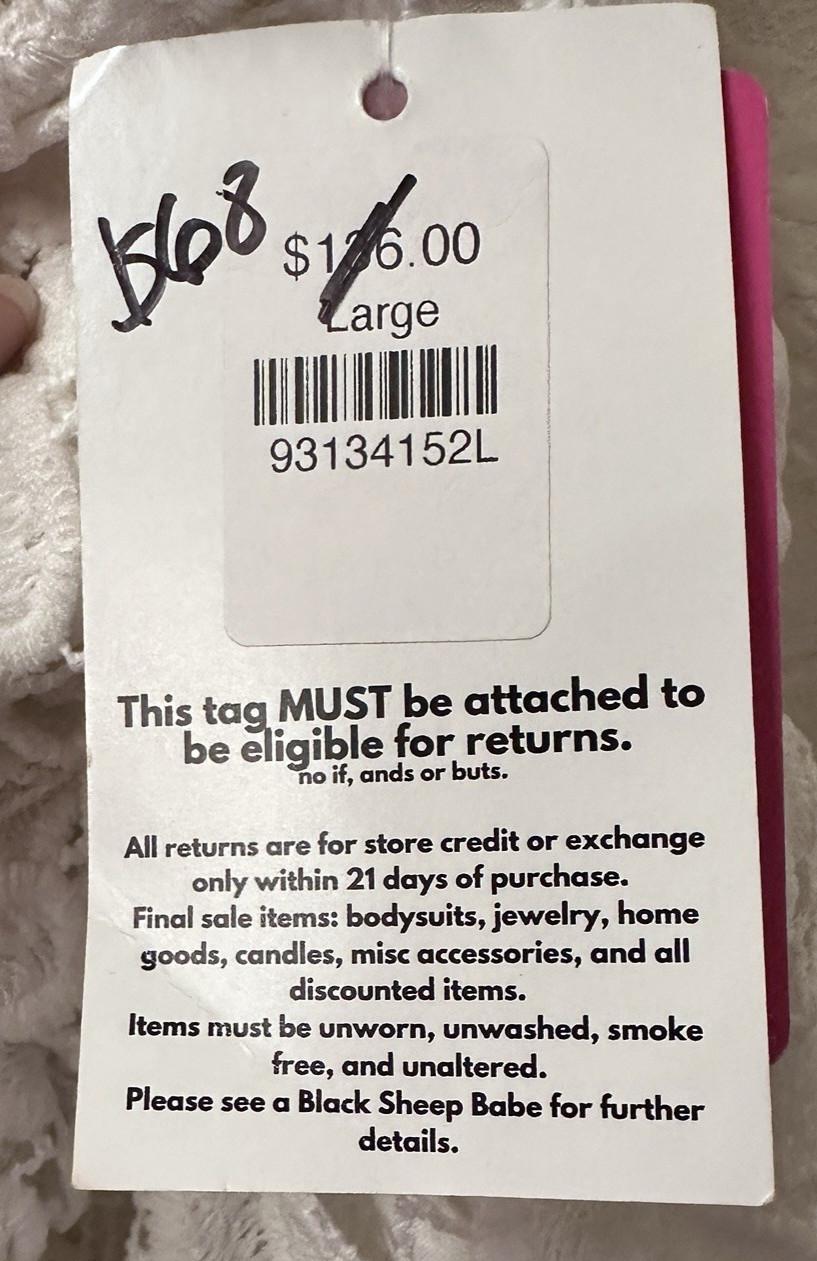 $68
$136.00
Large
93134152L
This tag MUST be attached to
be eligible for returns.
no if, ands or buts.
All returns are for store credit or exchange
only within 21 days of purchase.
Final sale items: bodysuits, jewelry, home
goods, candles, misc accessories, and all
discounted items.
Items must be unworn, unwashed, smoke
free, and unaltered.
Please see a Black Sheep Babe for further
details.